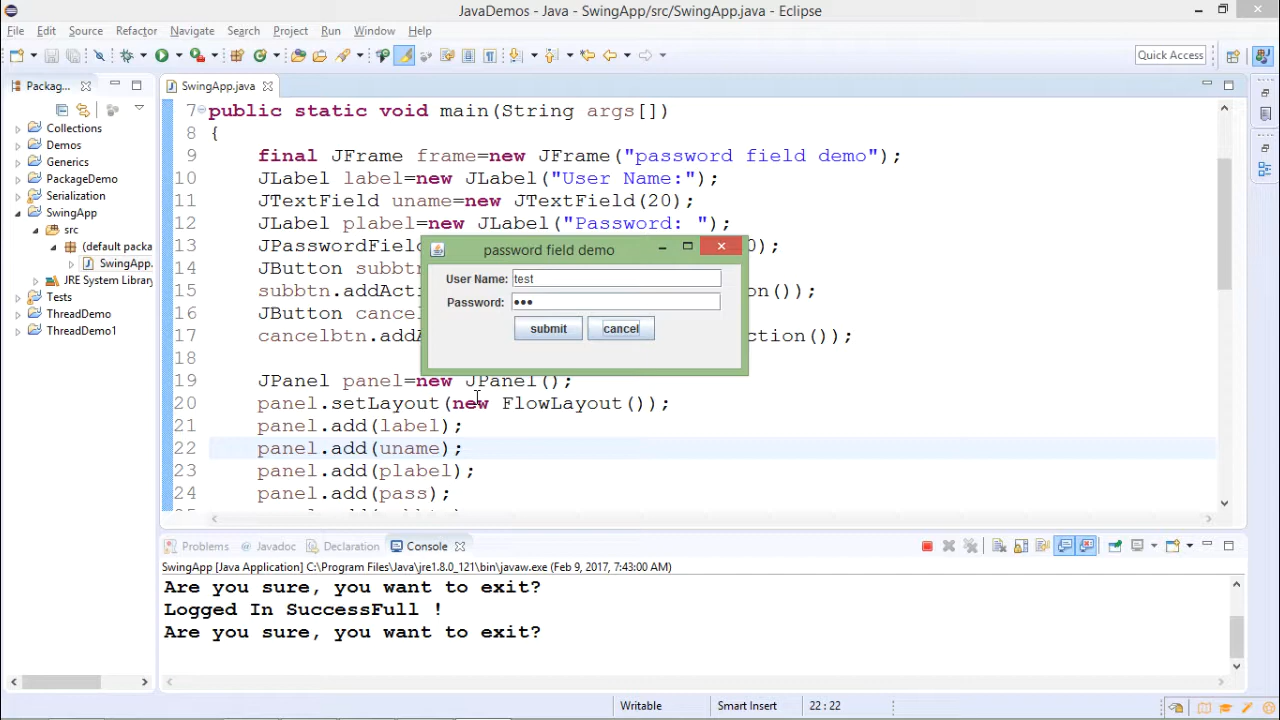 JavaDemos - Java - SwingApp/src/SwingApp.java - Eclipse
File Edit Source Refactor Navigate Search Project Run Window Help
Quick Access
Packag...
SwingApp.java
Collections
Demos
Generics
PackageDemo
Serialization
SwingApp
src
(default packa
SwingApp.
JRE System Library
Tests
ThreadDemo
ThreadDemo1
7 public static void main(String args[])
8 {
9 final JFrame frame=new JFrame("password field demo");
10 JLabel label=new JLabel("User Name:");
11 JTextField uname=new JTextField(20);
12 JLabel plabel=new JLabel("Password: ");
13 JPasswordField 0);
14 JButton subbt
15 subbtn.addActi on());
16 JButton cance
17 cancelbtn.addA ction());
18
19 JPanel panel=new JPanel();
20 panel.setLayout(new FlowLayout());
21 panel.add(label);
22 panel.add(uname);
23 panel.add(plabel);
24 panel.add(pass);
password field demo
User Name: test
Password: •••
submit cancel
Problems Javadoc Declaration Console
SwingApp [Java Application] C:\Program Files\Java\jre1.8.0_121\bin\javaw.exe (Feb 9, 2017, 7:43:00 AM)
Are you sure, you want to exit?
Logged In SuccessFull !
Are you sure, you want to exit?
Writable Smart Insert 22 : 22